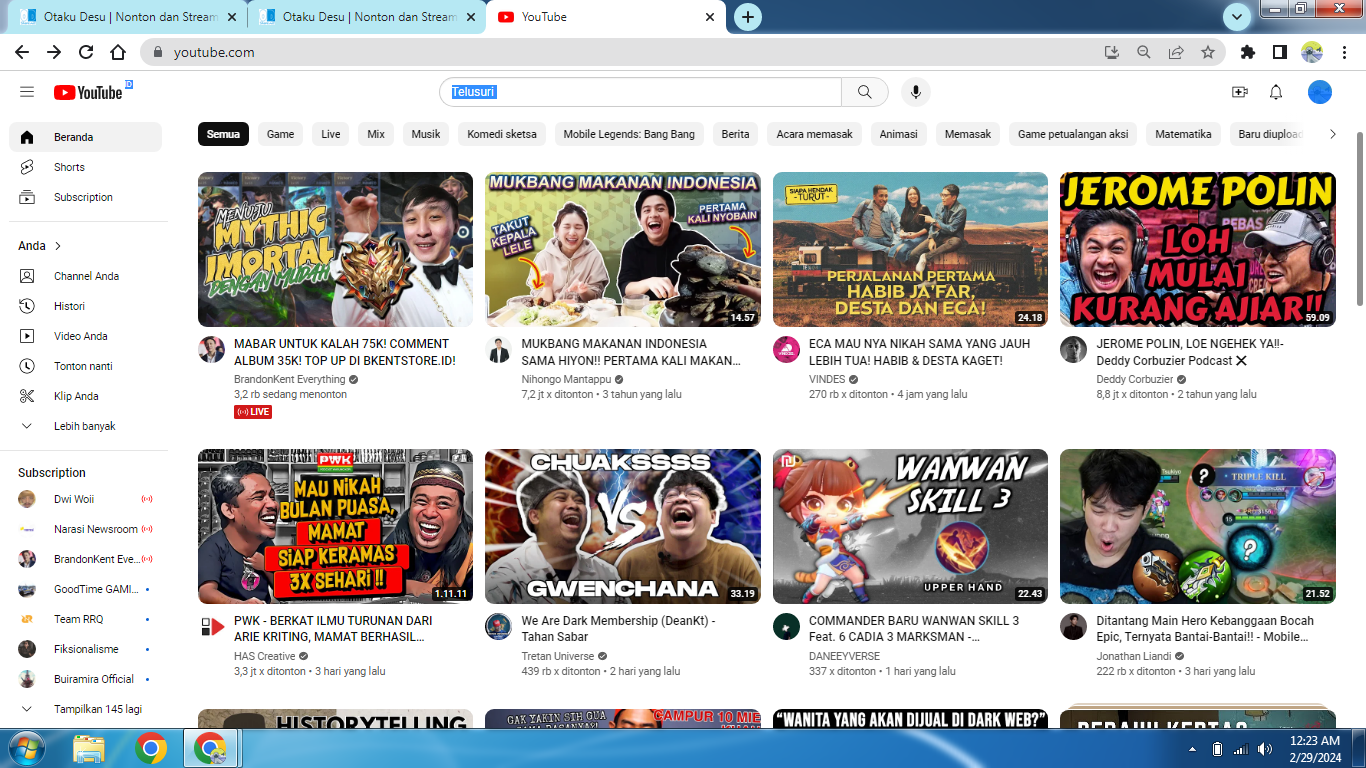 Otaku Desu | Nonton dan Stream
Otaku Desu | Nonton dan Stream
YouTube
youtube.com
YouTube ID
Telusuri
Semua
Game
Live
Mix
Musik
Komedi sketsa
Mobile Legends: Bang Bang
Berita
Acara memasak
Animasi
Memasak
Game petualangan aksi
Matematika
Baru diupload
Beranda
Shorts
Subscription
Anda
Channel Anda
Histori
Video Anda
Tonton nanti
Klip Anda
Lebih banyak
Subscription
Dwi Woii
Narasi Newsroom
BrandonKent Eve...
GoodTime GAMI...
Team RRQ
Fiksionalisme
Buiramira Official
Tampilkan 145 lagi
MENUJU
MYTHIC
IMORTAL
DENGAN MUDAH
MABAR UNTUK KALAH 75K! COMMENT
ALBUM 35K! TOP UP DI BKENTSTORE.ID!
BrandonKent Everything
3,2 rb sedang menonton
LIVE
MUKBANG MAKANAN INDONESIA
TAKUT
KEPALA
LELE
PERTAMA
KALI NYOBAIN
14.57
MUKBANG MAKANAN INDONESIA
SAMA HIYON!! PERTAMA KALI MAKAN...
Nihongo Mantappu
7,2 jt x ditonton • 3 tahun yang lalu
SIAPA HENDAK
TURUT
PERJALANAN PERTAMA
HABIB JA'FAR,
DESTA DAN ECA!
24.18
VINDES
ECA MAU NYA NIKAH SAMA YANG JAUH
LEBIH TUA! HABIB & DESTA KAGET!
VINDES
270 rb x ditonton • 4 jam yang lalu
JEROME POLIN
LOH
MULAI
KURANG AJIAR!!
59.09
JEROME POLIN, LOE NGEHEK YA!!-
Deddy Corbuzier Podcast
Deddy Corbuzier
8,8 jt x ditonton • 2 tahun yang lalu
PWK
MAU NIKAH
BULAN PUASA,
MAMAT
SIAP KERAMAS
3X SEHARI !!
1.11.11
PWK - BERKAT ILMU TURUNAN DARI
ARIE KRITING, MAMAT BERHASIL...
HAS Creative
3,3 jt x ditonton • 3 hari yang lalu
CHUAKSSSS
VS
GWENCHANA
33.19
We Are Dark Membership (DeanKt) -
Tahan Sabar
Tretan Universe
439 rb x ditonton • 2 hari yang lalu
WANWAN
SKILL 3
UPPER HAND
22.43
COMMANDER BARU WANWAN SKILL 3
Feat. 6 CADIA 3 MARKSMAN -...
DANEEYVERSE
337 x ditonton • 1 hari yang lalu
TRIPLE KILL
21.52
Ditantang Main Hero Kebanggaan Bocah
Epic, Ternyata Bantai-Bantai!! - Mobile...
Jonathan Liandi
222 rb x ditonton • 3 hari yang lalu
HISTORYTELLING
GAK YAKIN SIH GUA
CAMPUR 10 MIE
"WANITA YANG AKAN DIJUAL DI DARK WEB?"
12:23 AM
2/29/2024